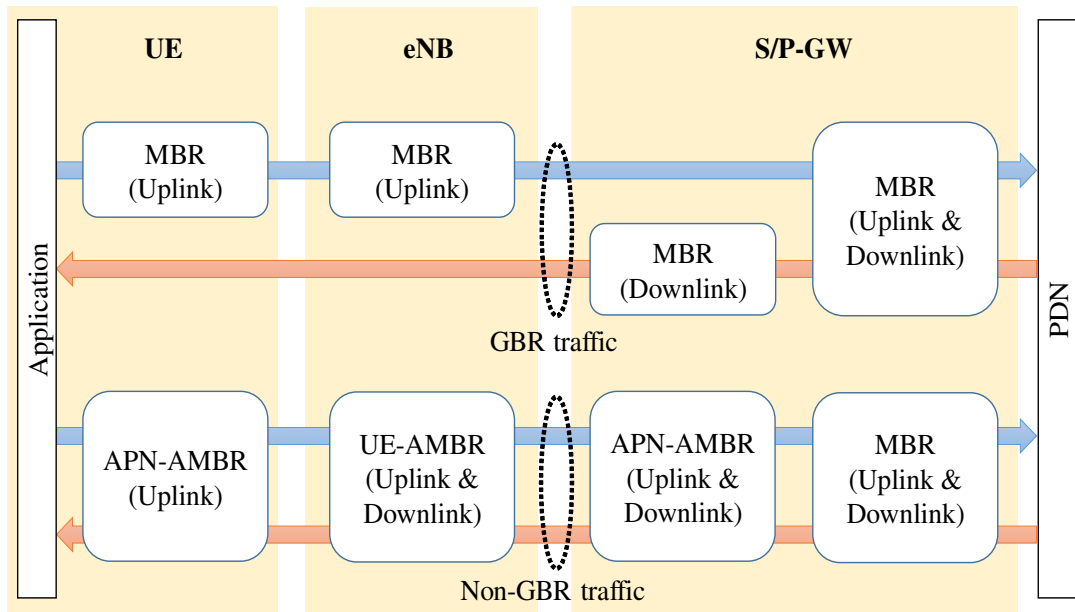 UE
eNB
S/P-GW
Application
PDN
MBR
(Uplink)
MBR
(Uplink)
MBR
(Uplink &
Downlink)
MBR
(Downlink)
GBR traffic
APN-AMBR
(Uplink)
UE-AMBR
(Uplink &
Downlink)
APN-AMBR
(Uplink &
Downlink)
MBR
(Uplink &
Downlink)
Non-GBR traffic